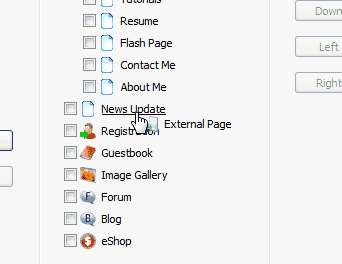 Tutorials
Down
Resume
Flash Page
Left
Contact Me
Right
About Me
News Update
External Page
Registration
Guestbook
Image Gallery
Forum
Blog
eShop